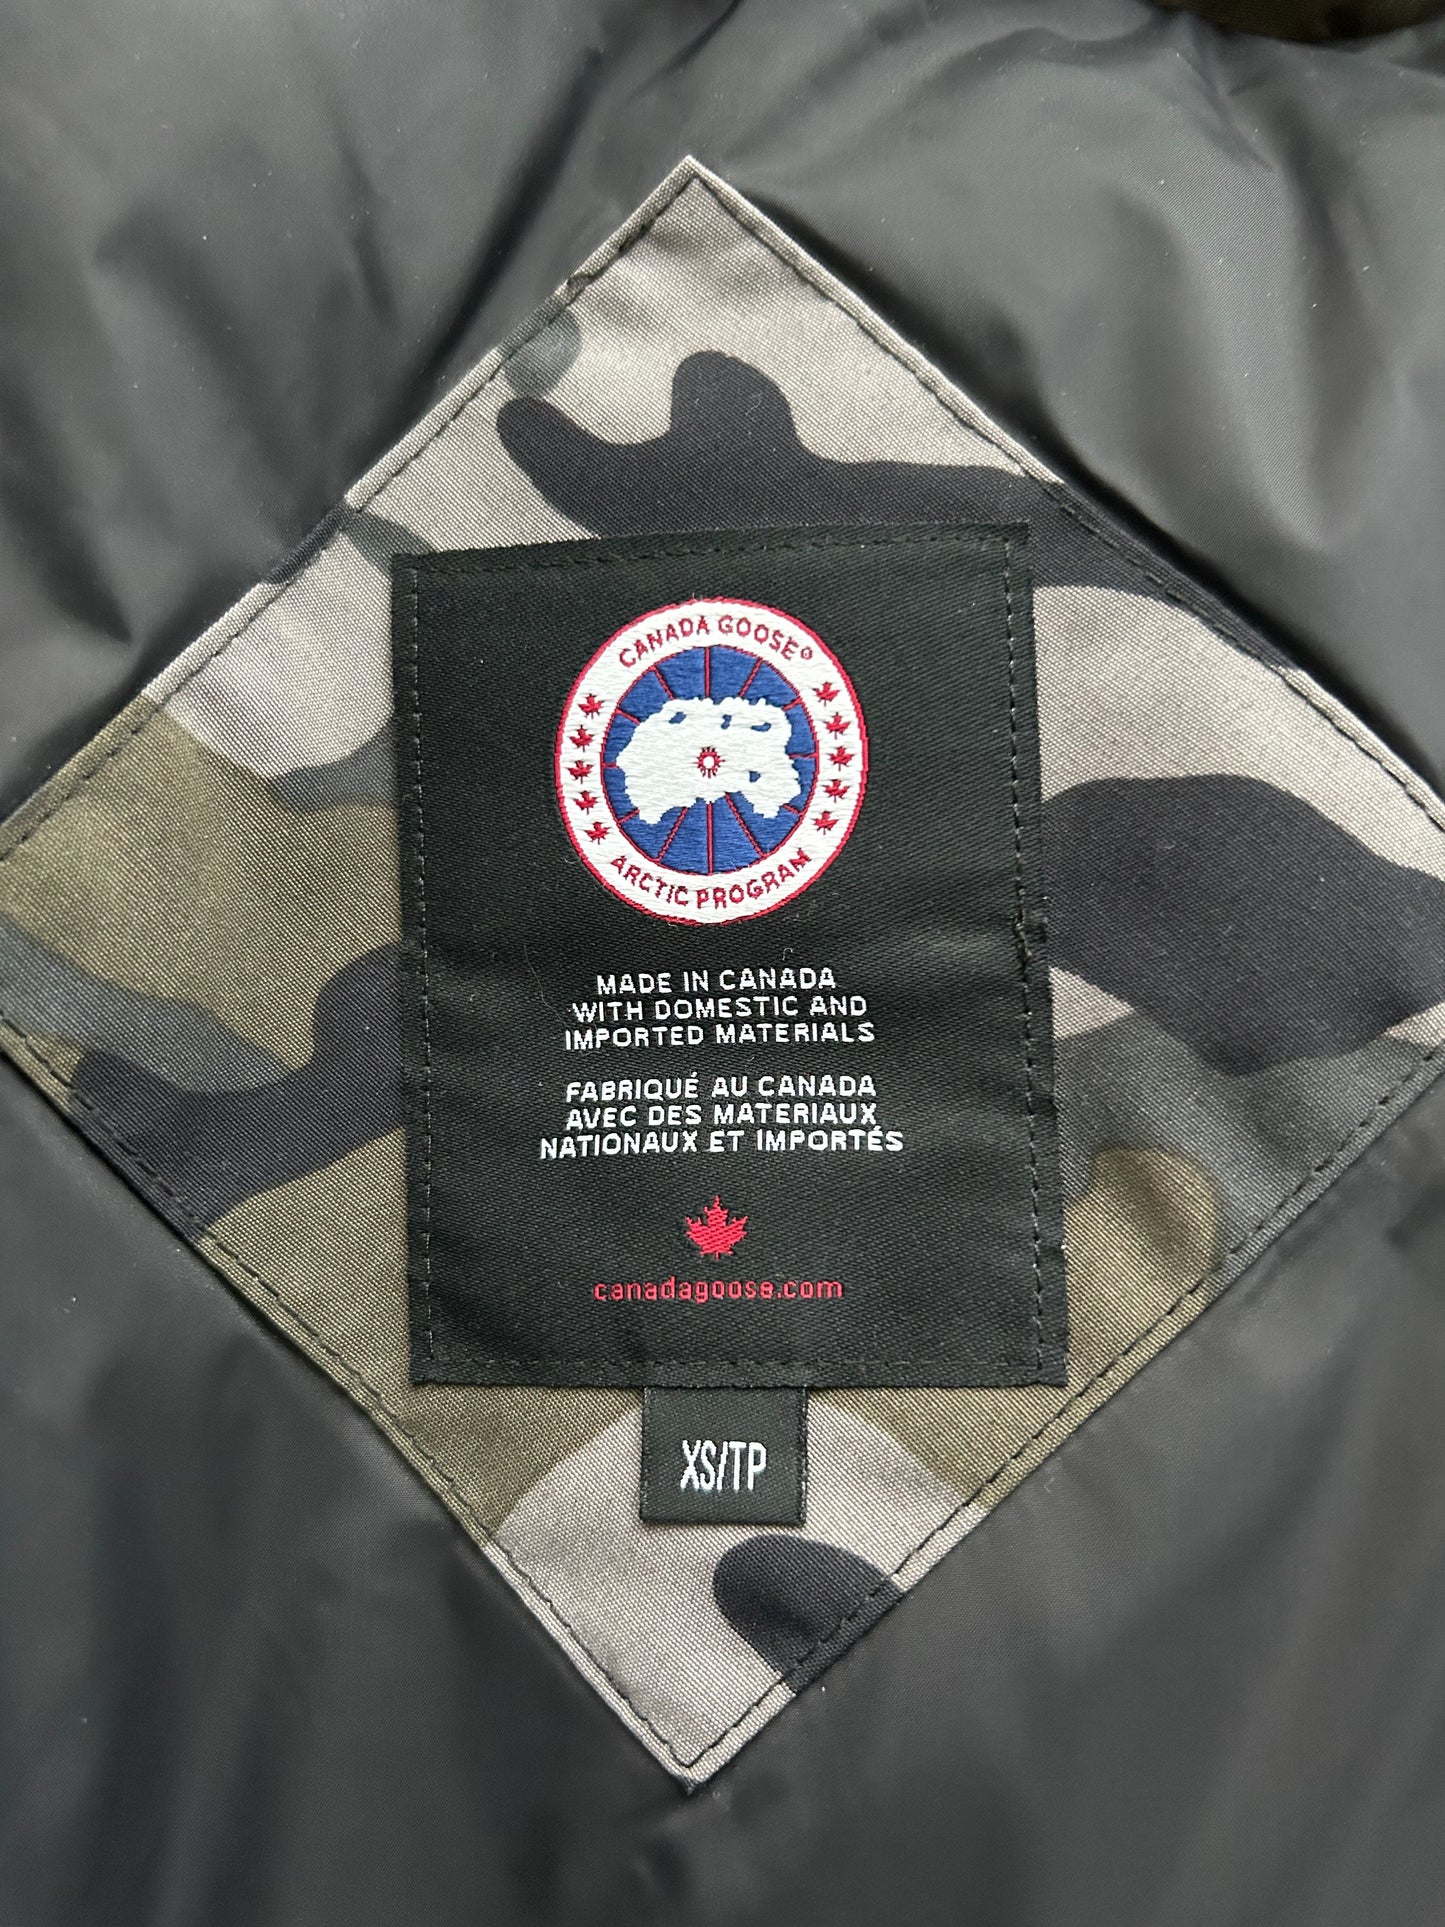 CANADA GOOSE®
ARCTIC PROGRAM
MADE IN CANADA
WITH DOMESTIC AND
IMPORTED MATERIALS
FABRIQUÉ AU CANADA
AVEC DES MATERIAUX
NATIONAUX ET IMPORTÉS
canadagoose.com
XS/TP